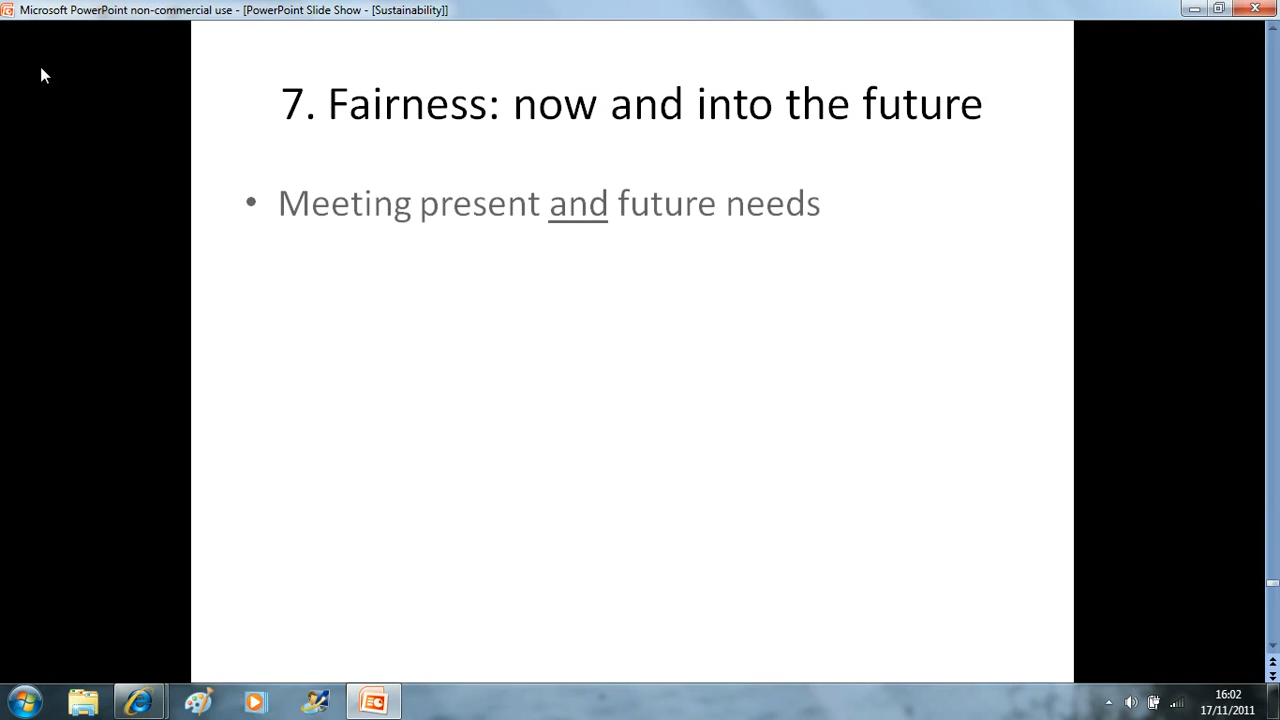 Microsoft PowerPoint non-commercial use - [PowerPoint Slide Show - [Sustainability]]
7. Fairness: now and into the future
• Meeting present and future needs
16:02
17/11/2011